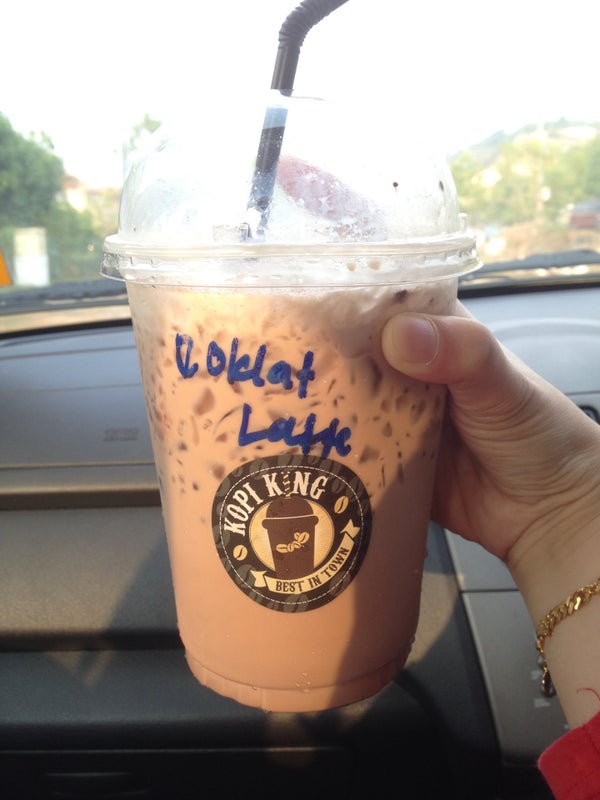 Coklat
Latte
KOPI KING
BEST IN TOWN